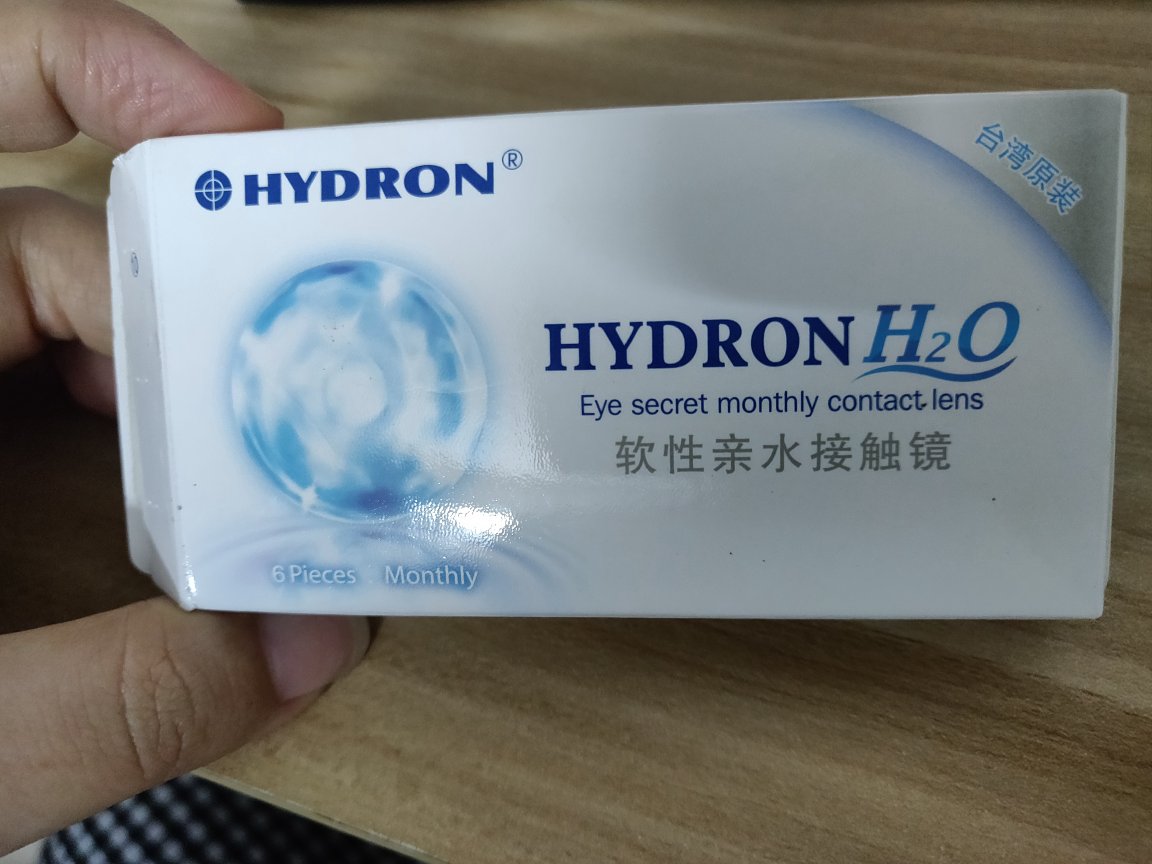 HYDRON®
台湾原装
HYDRON H₂O
Eye secret monthly contact lens
软性亲水接触镜
6 Pieces Monthly